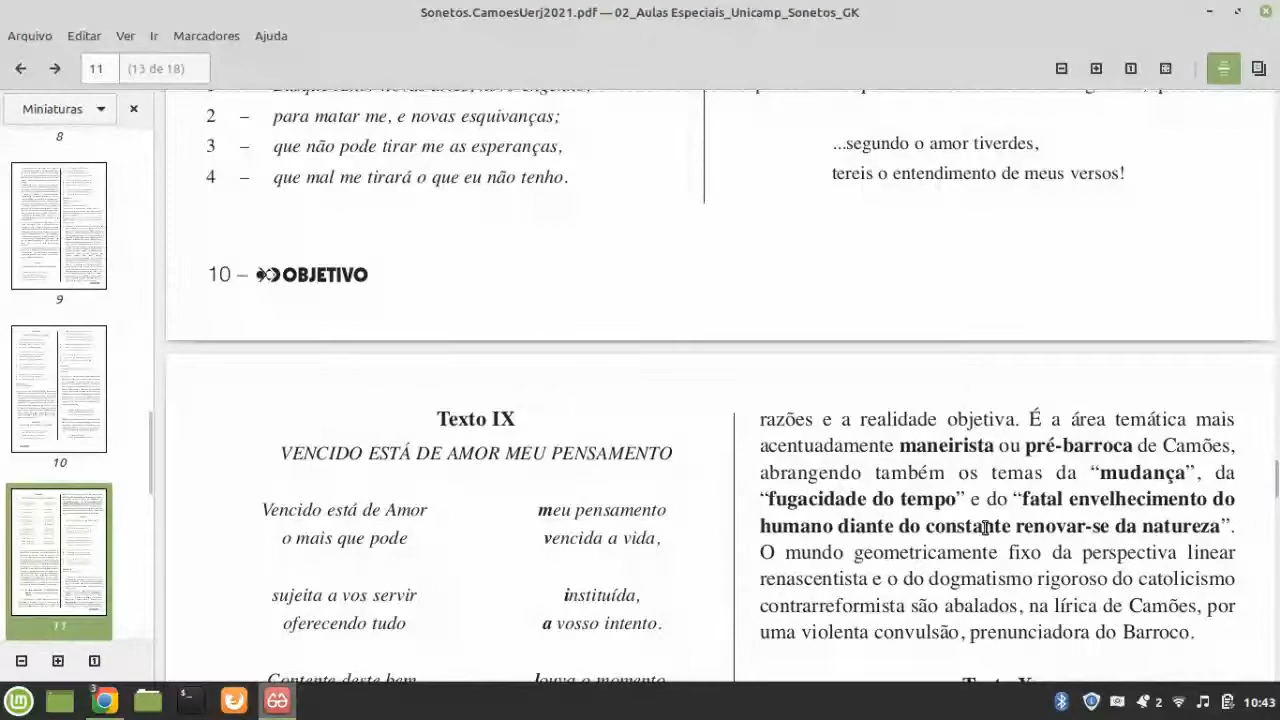 Sonetos.CamoesUerj2021.pdf — 02_Aulas Especiais_Unicamp_Sonetos_GK
Arquivo Editar Ver Ir Marcadores Ajuda
11 (13 de 18)
Miniaturas
8
9
10
11
2 – para matar me, e novas esquivanças;
3 – que não pode tirar me as esperanças,
4 – que mal me tirará o que eu não tenho.
10 – OBJETIVO
...segundo o amor tiverdes,
tereis o entendimento de meus versos!
Texto IX
VENCIDO ESTÁ DE AMOR MEU PENSAMENTO
Vencido está de Amor meu pensamento
o mais que pode vencida a vida,
sujeita a vos servir instituída,
oferecendo tudo a vosso intento.
Contente deste bem louva o momento
razões e a realidade objetiva. É a área temática mais
acentuadamente maneirista ou pré-barroca de Camões,
abrangendo também os temas da “mudança”, da
“fugacidade do tempo” e do “fatal envelhecimento do
humano diante do constante renovar-se da natureza”.
O mundo geometricamente fixo da perspectiva linear
renascentista e o do dogmatismo rigoroso do catolicismo
contrarreformista são abalados, na lírica de Camões, por
uma violenta convulsão, prenunciadora do Barroco.
3
2
10:43